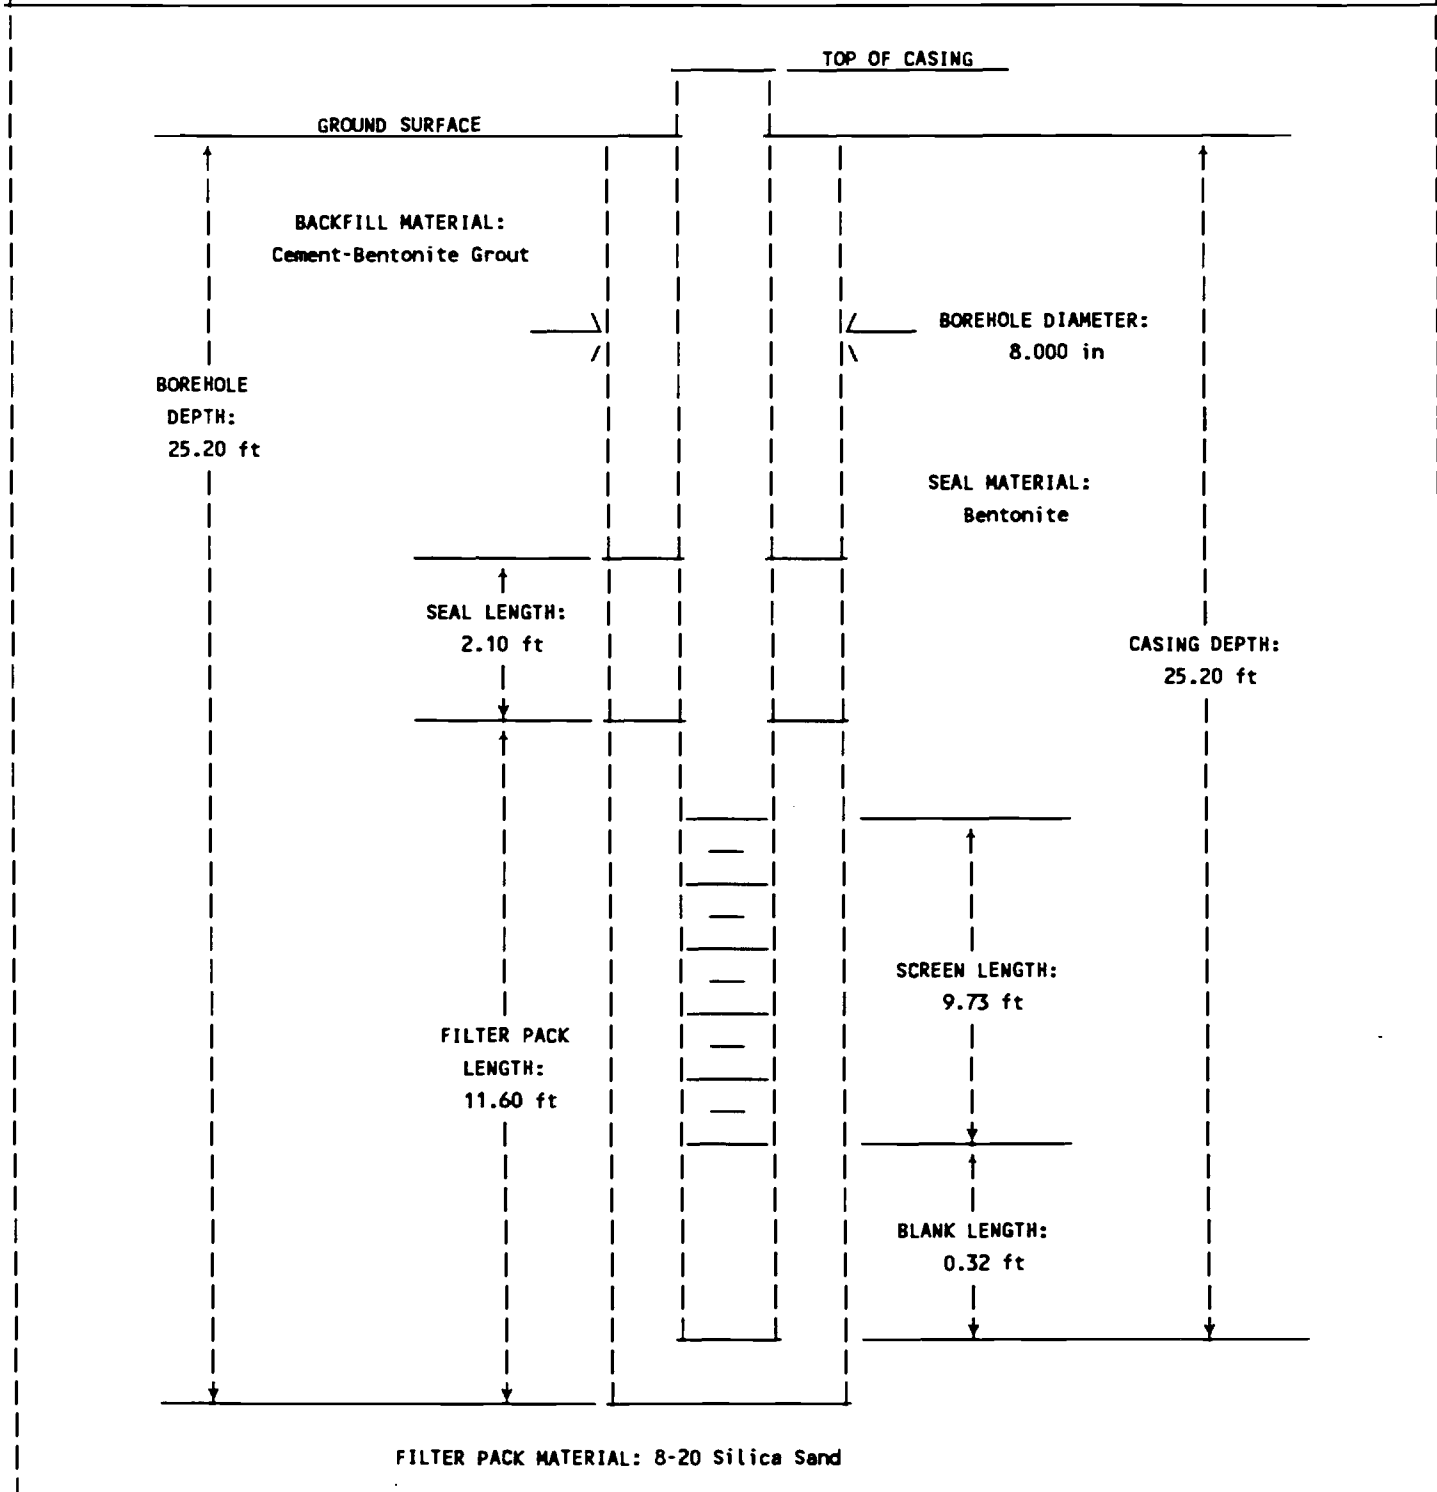 TOP OF CASING
GROUND SURFACE
BACKFILL MATERIAL:
Cement-Bentonite Grout
BOREHOLE DIAMETER:
8.000 in
BOREHOLE
DEPTH:
25.20 ft
SEAL MATERIAL:
Bentonite
SEAL LENGTH:
2.10 ft
CASING DEPTH:
25.20 ft
SCREEN LENGTH:
9.73 ft
FILTER PACK
LENGTH:
11.60 ft
BLANK LENGTH:
0.32 ft
FILTER PACK MATERIAL: 8-20 Silica Sand